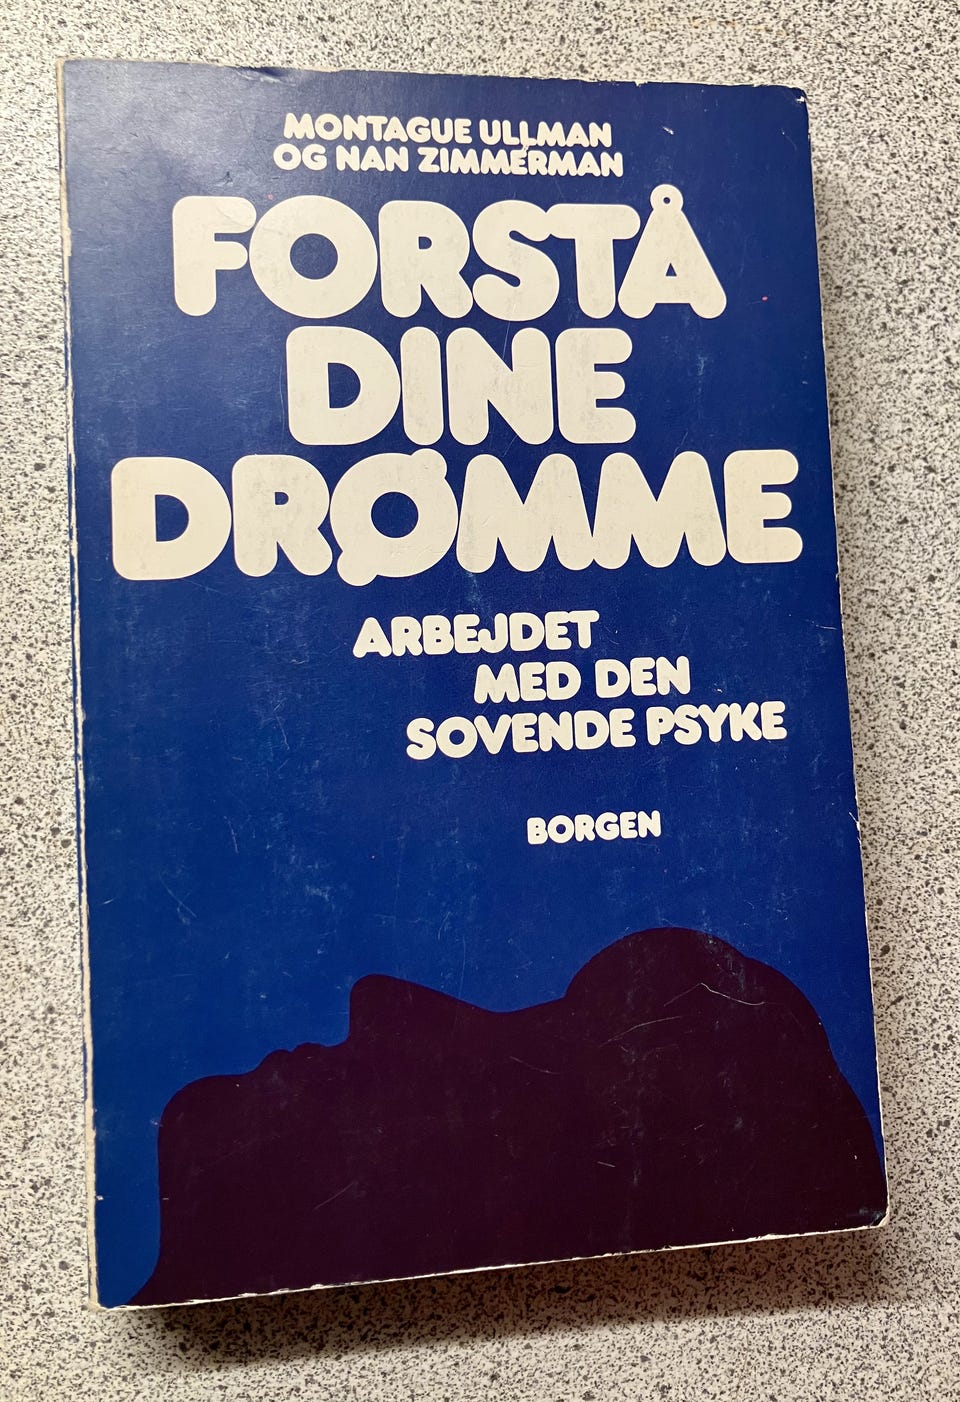 MONTAGUE ULLMAN
OG NAN ZIMMERMAN
FORSTÅ
DINE
DRØMME
ARBEJDET
MED DEN
SOVENDE PSYKE
BORGEN